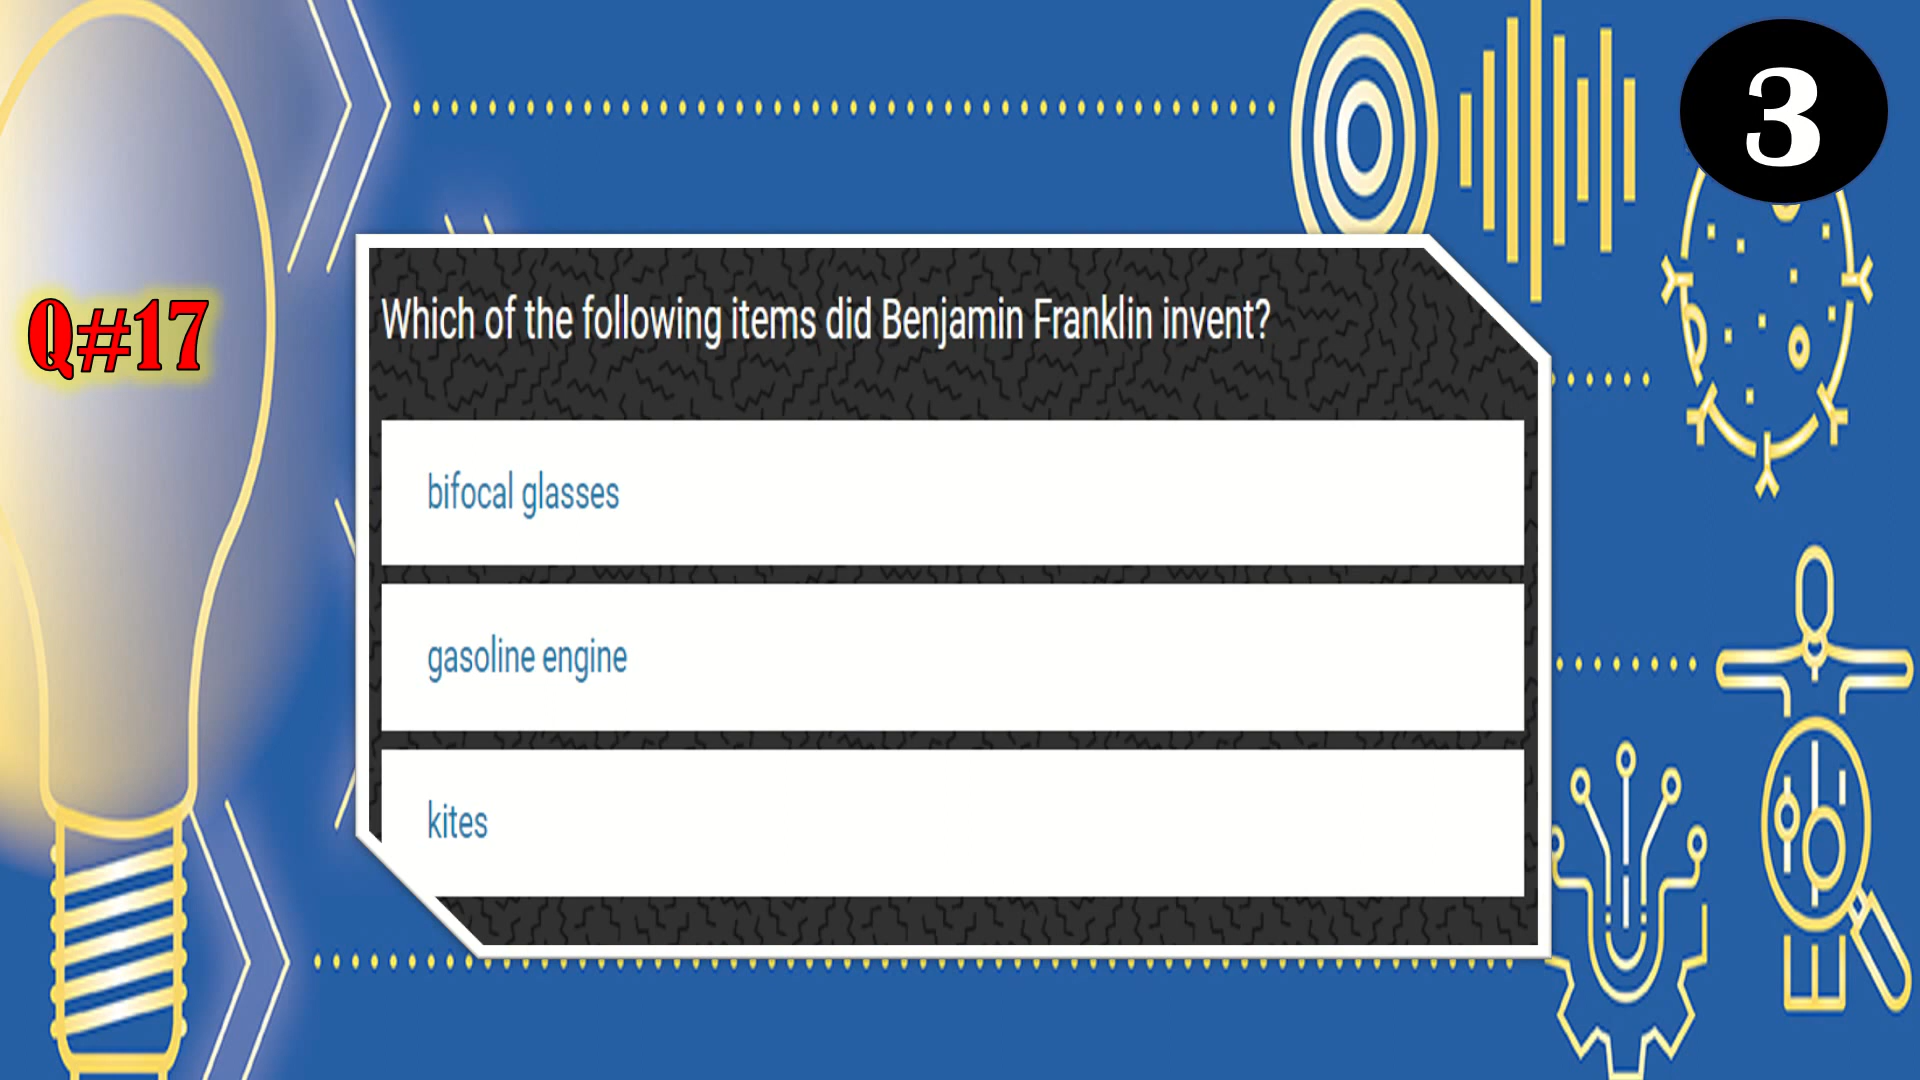 3
Q#17
Which of the following items did Benjamin Franklin invent?
bifocal glasses
gasoline engine
kites